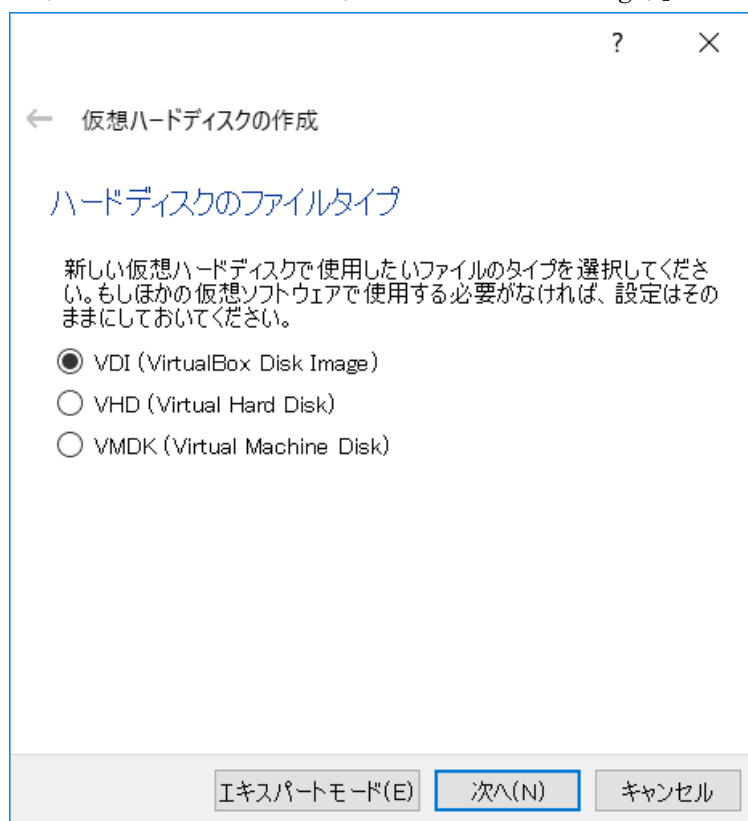 ?
← 仮想ハードディスクの作成
ハードディスクのファイルタイプ
新しい仮想ハードディスクで使用したいファイルのタイプを選択してくださ
い。もしほかの仮想ソフトウェアで使用する必要がなければ、設定はその
ままにしておいてください。
VDI (VirtualBox Disk Image)
VHD (Virtual Hard Disk)
VMDK (Virtual Machine Disk)
エキスパートモード(E) 次へ(N) キャンセル